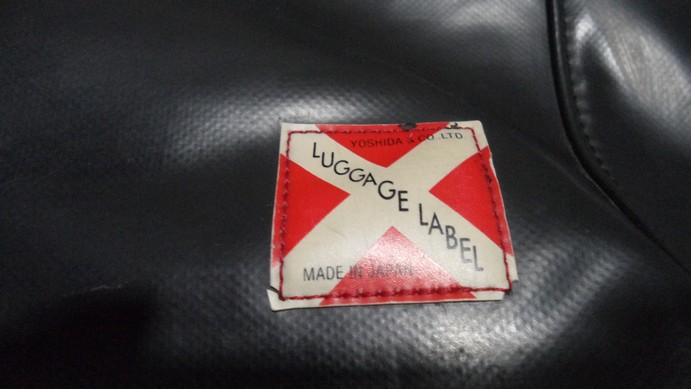 YOSHIDA & CO.LTD
LUGGAGE LABEL
MADE IN JAPAN